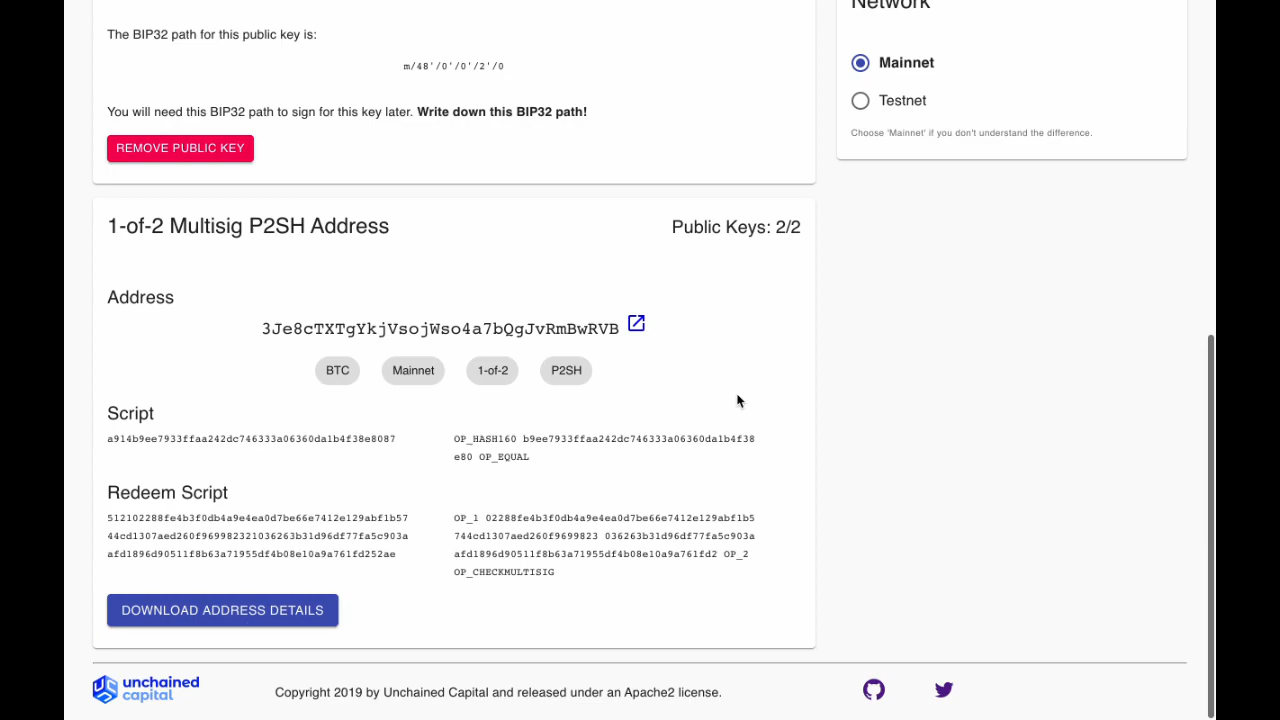 Network
The BIP32 path for this public key is:
m/48'/0'/0'/2'/0
Mainnet
You will need this BIP32 path to sign for this key later. Write down this BIP32 path!
Testnet
Choose 'Mainnet' if you don't understand the difference.
REMOVE PUBLIC KEY
1-of-2 Multisig P2SH Address
Public Keys: 2/2
Address
3Je8cTXTgYkjVsojWso4a7bQgJvRmBwRVB
BTC
Mainnet
1-of-2
P2SH
Script
a914b9ee7933ffaa242dc746333a06360da1b4f38e8087
OP_HASH160 b9ee7933ffaa242dc746333a06360da1b4f38
e80 OP_EQUAL
Redeem Script
512102288fe4b3f0db4a9e4ea0d7be66e7412e129abf1b57
44cd1307aed260f969982321036263b31d96df77fa5c903a
afd1896d90511f8b63a71955df4b08e10a9a761fd252ae
OP_1 02288fe4b3f0db4a9e4ea0d7be66e7412e129abf1b5
744cd1307aed260f9699823 036263b31d96df77fa5c903a
afd1896d90511f8b63a71955df4b08e10a9a761fd2 OP_2
OP_CHECKMULTISIG
DOWNLOAD ADDRESS DETAILS
unchained
capital
Copyright 2019 by Unchained Capital and released under an Apache2 license.